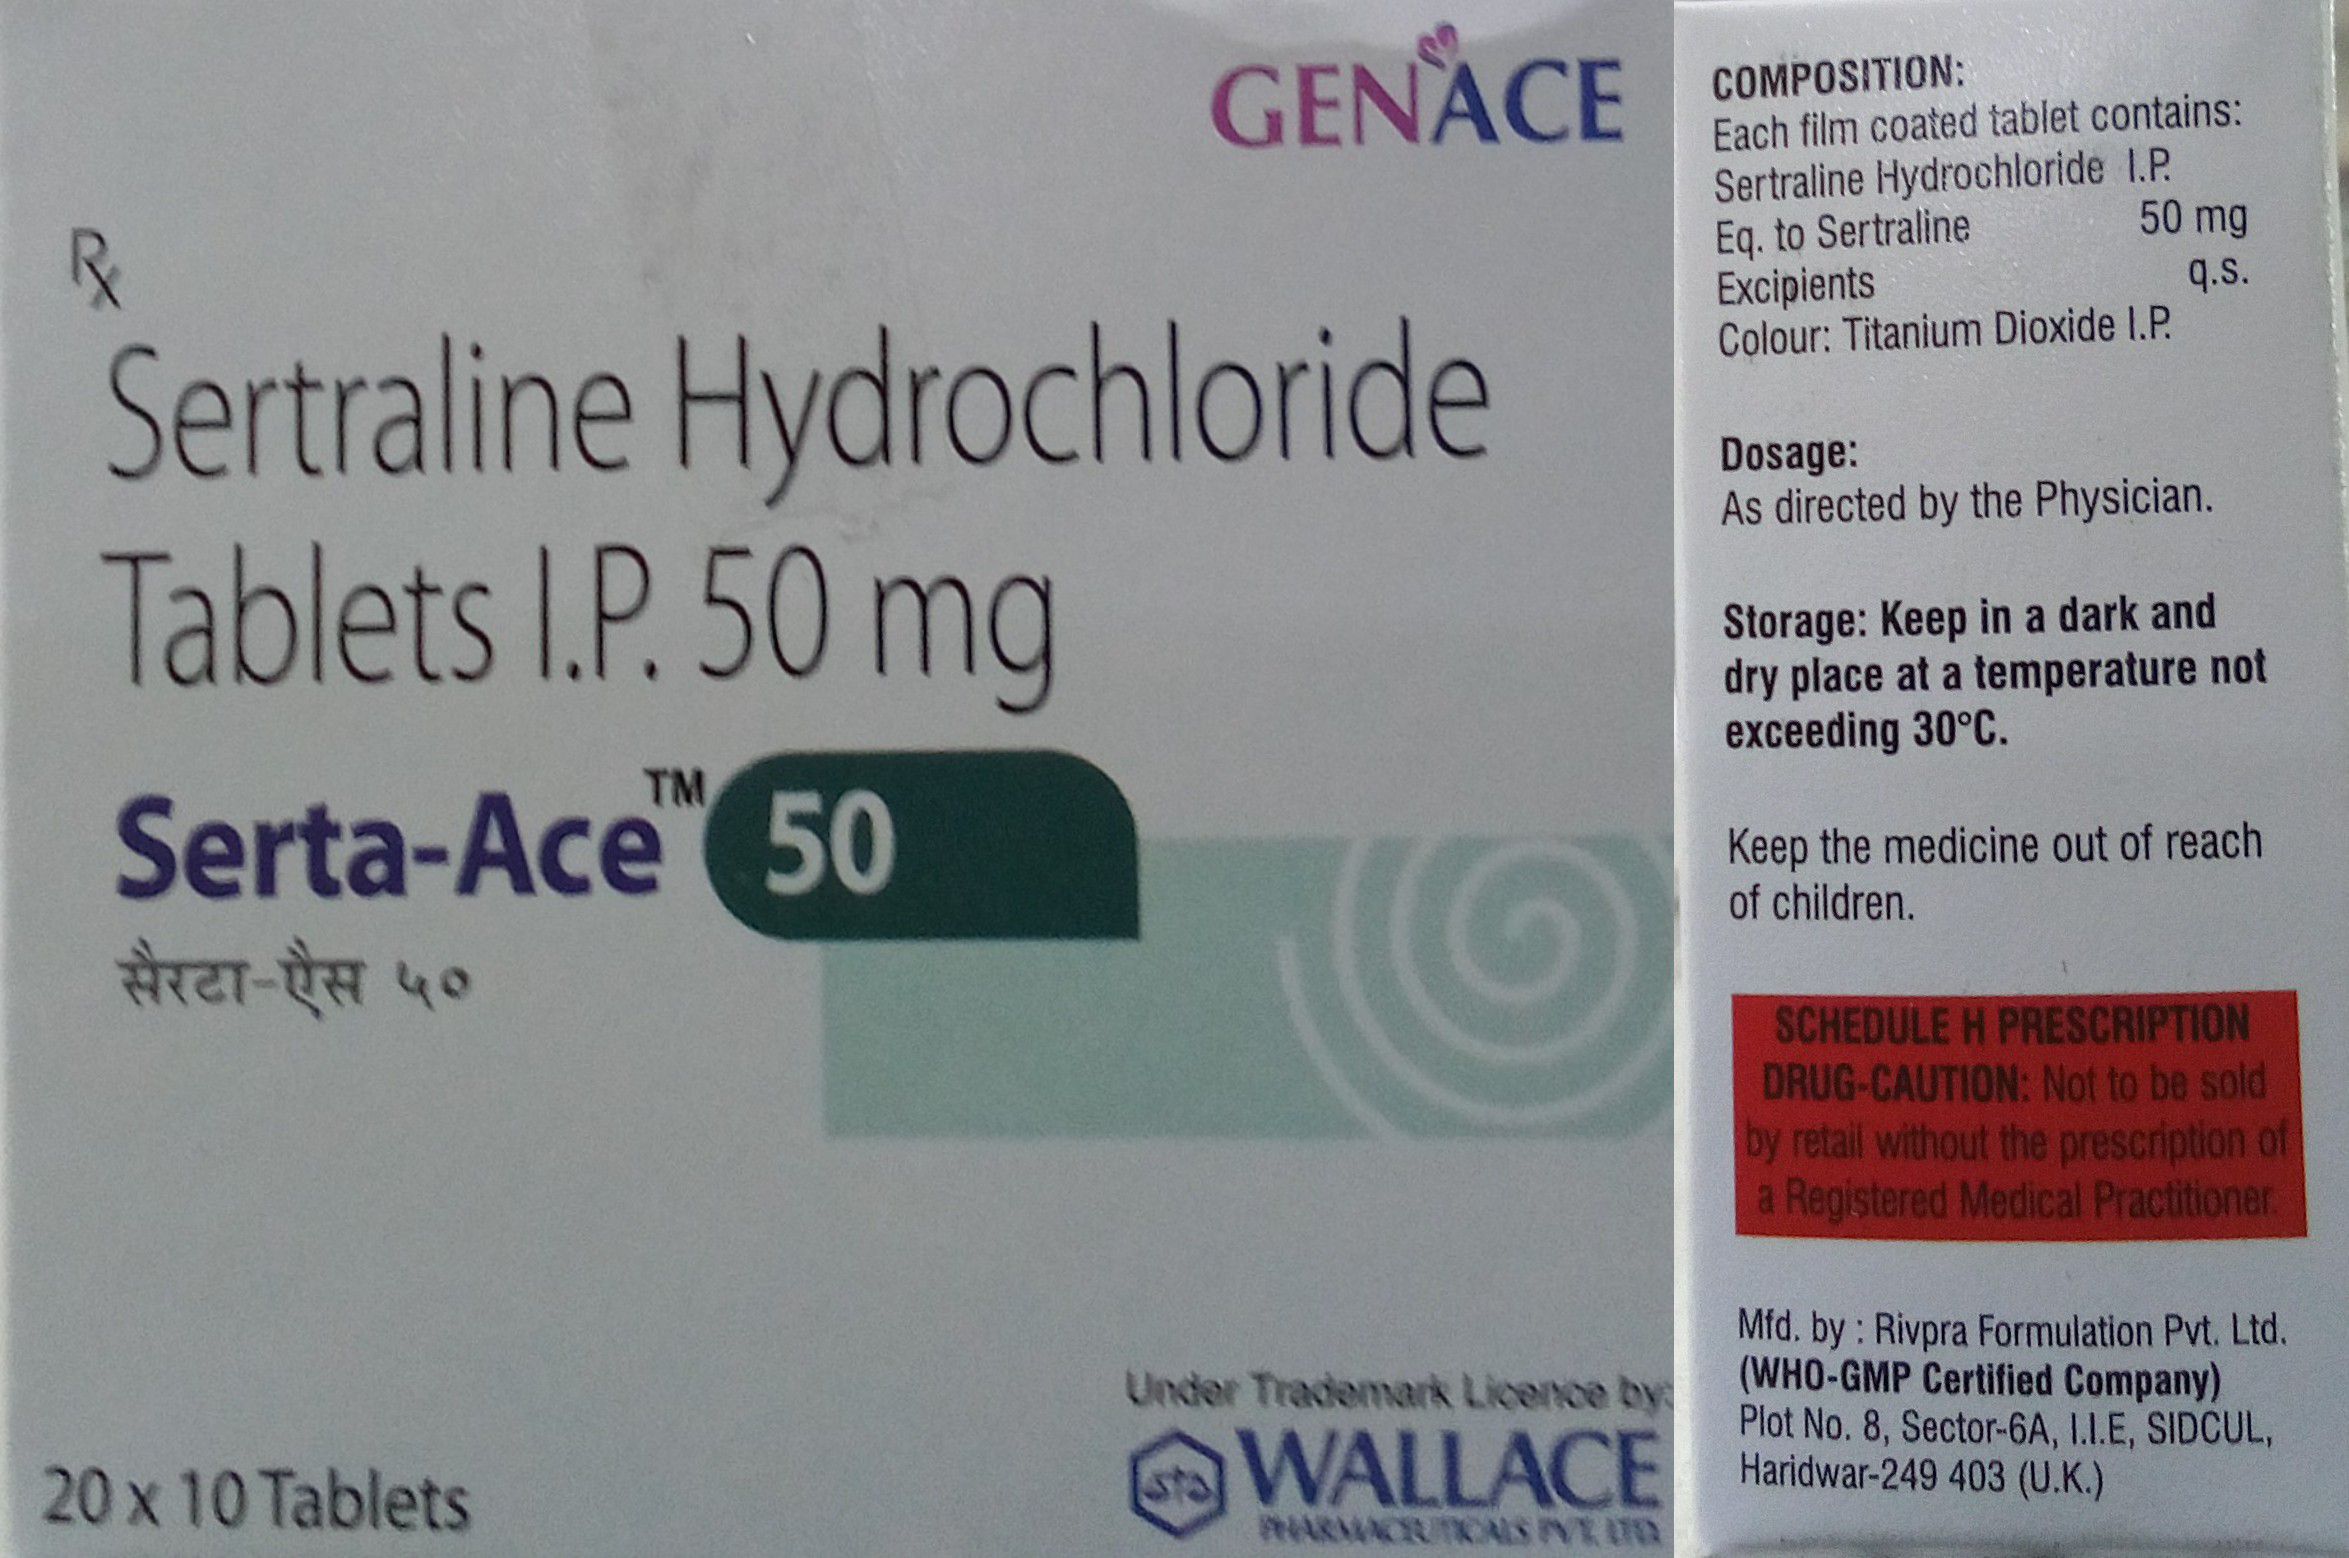 GENACE
Rx
Sertraline Hydrochloride
Tablets I.P. 50 mg
Serta-Ace™ 50
सैरटा-ऐस ५०
20 x 10 Tablets
Under Trademark Licence by:
WALLACE
PHARMACEUTICALS PVT. LTD.
COMPOSITION:
Each film coated tablet contains:
Sertraline Hydrochloride I.P.
Eq. to Sertraline 50 mg
Excipients q.s.
Colour: Titanium Dioxide I.P.
Dosage:
As directed by the Physician.
Storage: Keep in a dark and
dry place at a temperature not
exceeding 30°C.
Keep the medicine out of reach
of children.
SCHEDULE H PRESCRIPTION
DRUG-CAUTION: Not to be sold
by retail without the prescription of
a Registered Medical Practitioner.
Mfd. by : Rivpra Formulation Pvt. Ltd.
(WHO-GMP Certified Company)
Plot No. 8, Sector-6A, I.I.E, SIDCUL,
Haridwar-249 403 (U.K.)